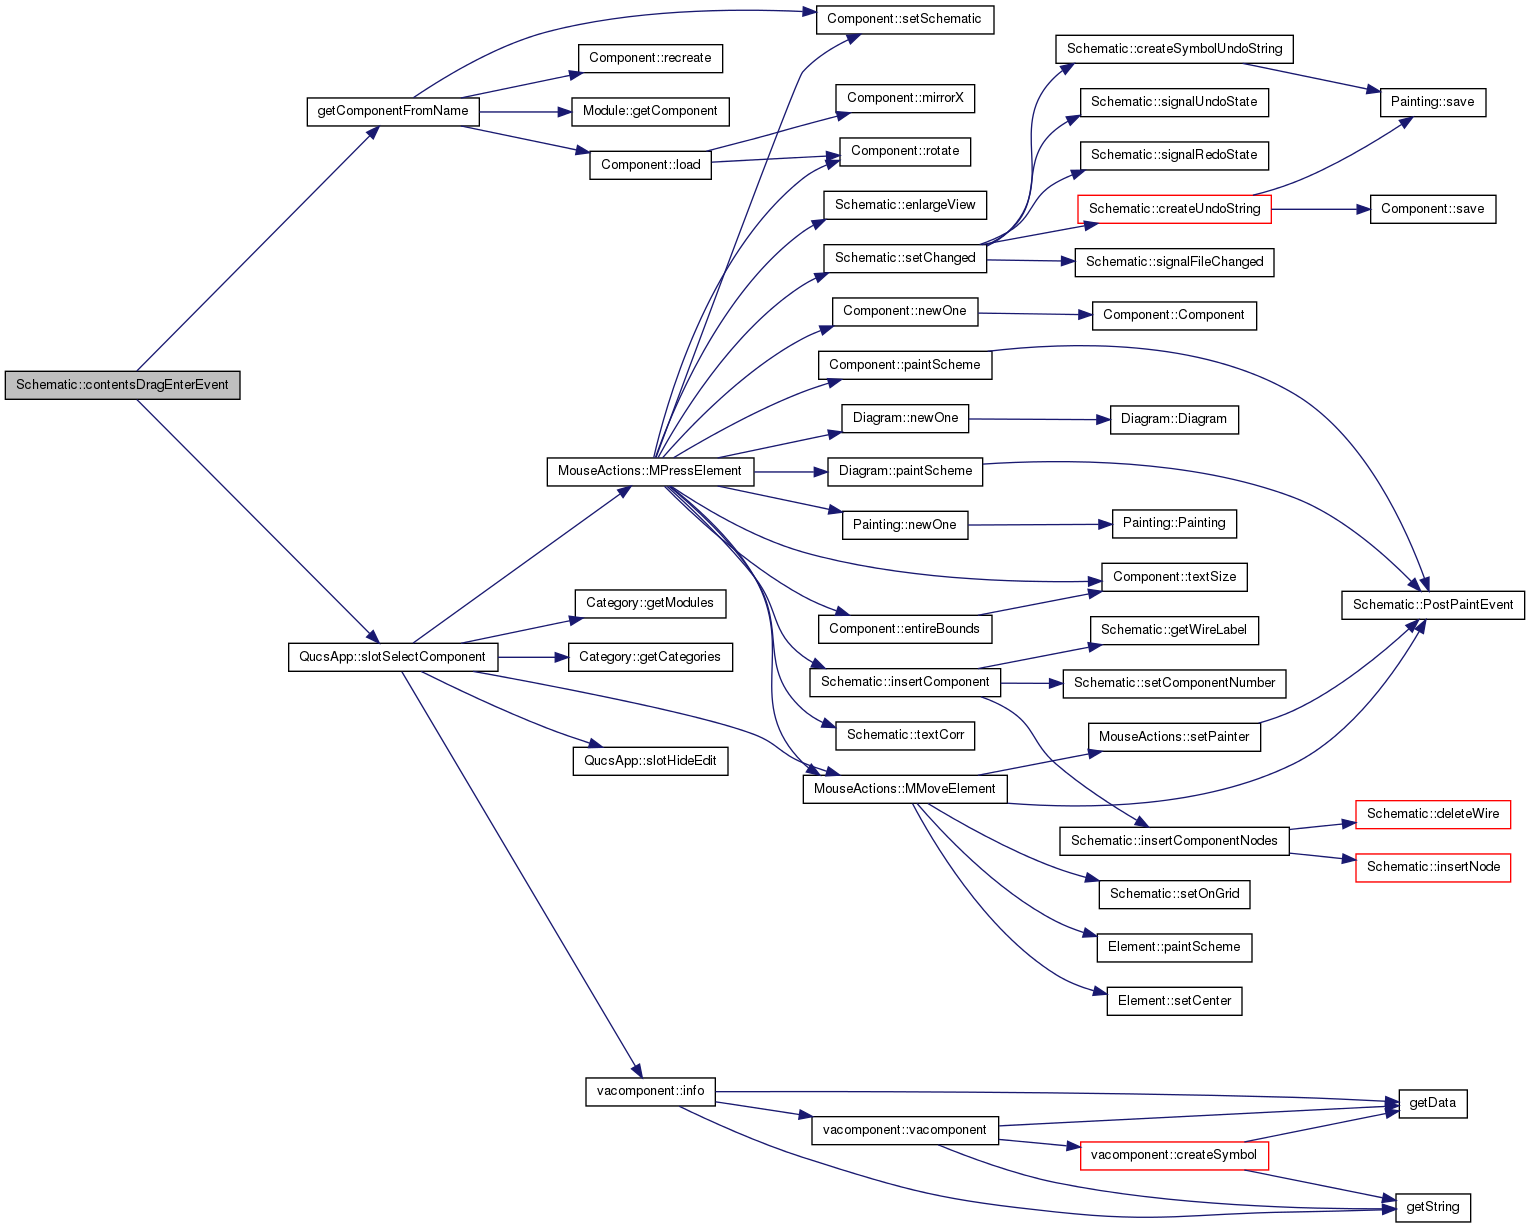 Component::setSchematic
Schematic::createSymbolUndoString
Component::recreate
Component::mirrorX
Schematic::signalUndoState
Painting::save
getComponentFromName
Module::getComponent
Component::rotate
Schematic::signalRedoState
Component::load
Schematic::enlargeView
Schematic::createUndoString
Component::save
Schematic::setChanged
Schematic::signalFileChanged
Component::newOne
Component::Component
Component::paintScheme
Schematic::contentsDragEnterEvent
Diagram::newOne
Diagram::Diagram
MouseActions::MPressElement
Diagram::paintScheme
Painting::newOne
Painting::Painting
Component::textSize
Category::getModules
Schematic::PostPaintEvent
Component::entireBounds
Schematic::getWireLabel
QucsApp::slotSelectComponent
Category::getCategories
Schematic::insertComponent
Schematic::setComponentNumber
Schematic::textCorr
MouseActions::setPainter
QucsApp::slotHideEdit
MouseActions::MMoveElement
Schematic::deleteWire
Schematic::insertComponentNodes
Schematic::insertNode
Schematic::setOnGrid
Element::paintScheme
Element::setCenter
vacomponent::info
getData
vacomponent::vacomponent
vacomponent::createSymbol
getString